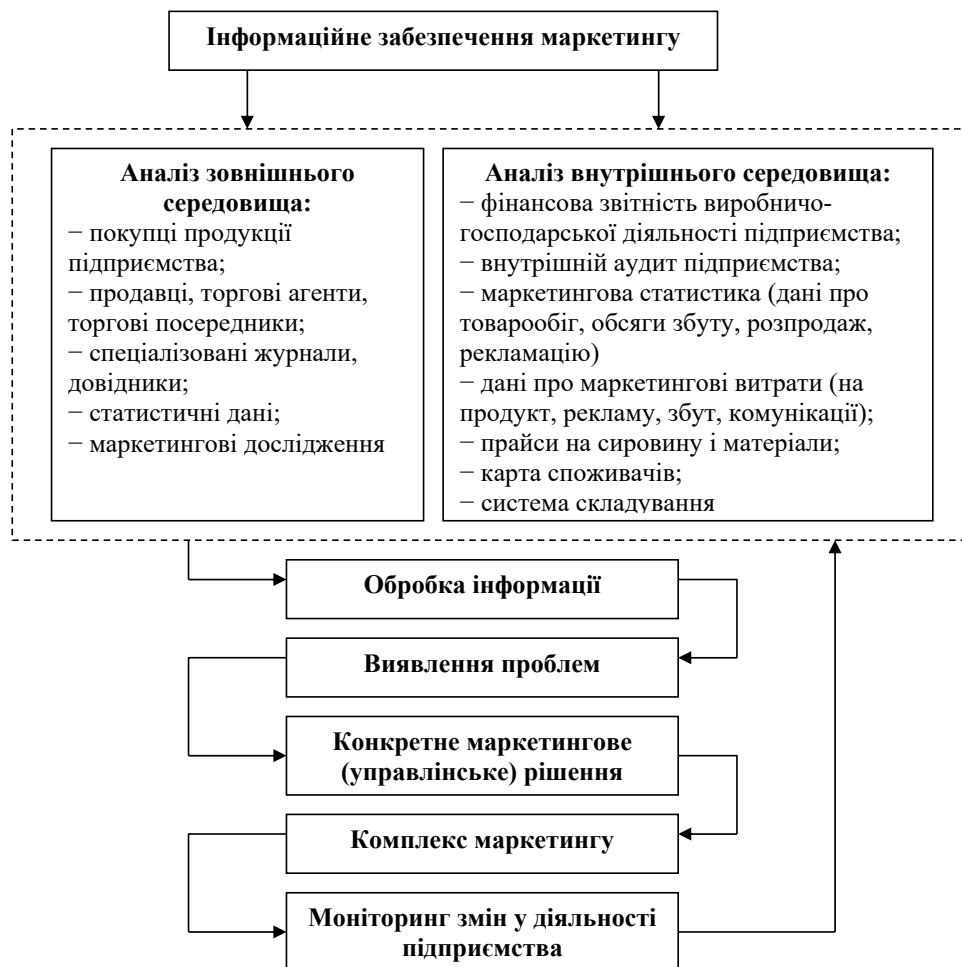 Інформаційне забезпечення маркетингу
Аналіз зовнішнього
середовища:
− покупці продукції
підприємства;
− продавці, торгові агенти,
торгові посередники;
− спеціалізовані журнали,
довідники;
− статистичні дані;
− маркетингові дослідження
Аналіз внутрішнього середовища:
− фінансова звітність виробничо-
господарської діяльності підприємства;
− внутрішній аудит підприємства;
− маркетингова статистика (дані про
товарообіг, обсяги збуту, розпродаж,
рекламацію)
− дані про маркетингові витрати (на
продукт, рекламу, збут, комунікації);
− прайси на сировину і матеріали;
− карта споживачів;
− система складування
Обробка інформації
Виявлення проблем
Конкретне маркетингове
(управлінське) рішення
Комплекс маркетингу
Моніторинг змін у діяльності
підприємства